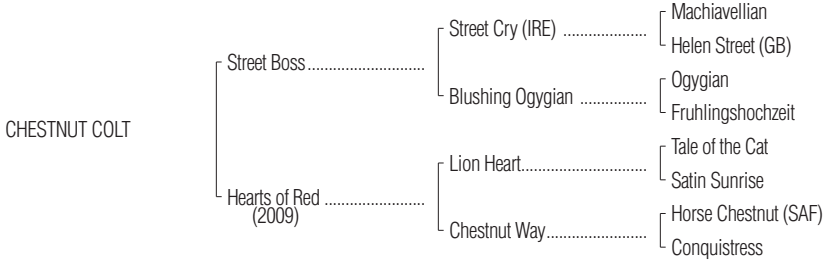 Machiavellian
Street Cry (IRE) .....................
Helen Street (GB)
Street Boss.............................
Ogygian
Blushing Ogygian .................
Fruhlingshochzeit
CHESTNUT COLT
Tale of the Cat
Lion Heart...............................
Satin Sunrise
Hearts of Red .........................
(2009)
Horse Chestnut (SAF)
Chestnut Way.........................
Conquistress